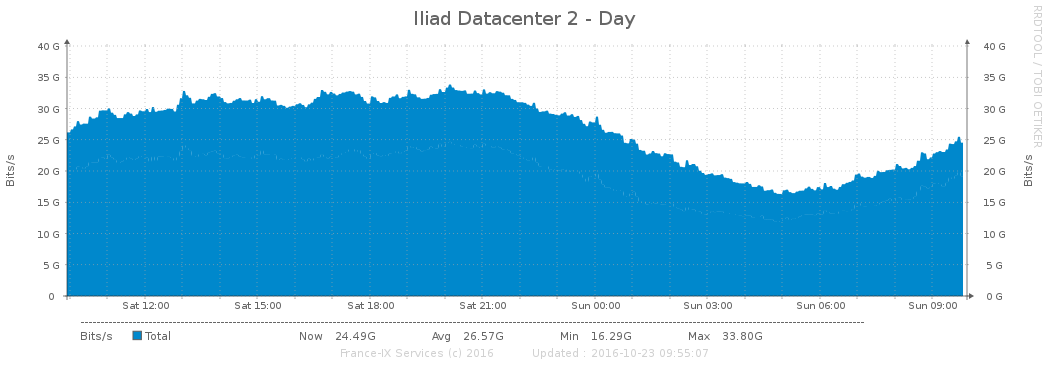 Iliad Datacenter 2 - Day
RRDTOOL / TOBI OETIKER
Bits/s
40 G 40 G
35 G 35 G
30 G 30 G
25 G 25 G
20 G 20 G
15 G 15 G
10 G 10 G
5 G 5 G
0 0 G
Bits/s
Sat 12:00 Sat 15:00 Sat 18:00 Sat 21:00 Sun 00:00 Sun 03:00 Sun 06:00 Sun 09:00
Bits/s Total Now 24.49G Avg 26.57G Min 16.29G Max 33.80G
France-IX Services (c) 2016 Updated : 2016-10-23 09:55:07